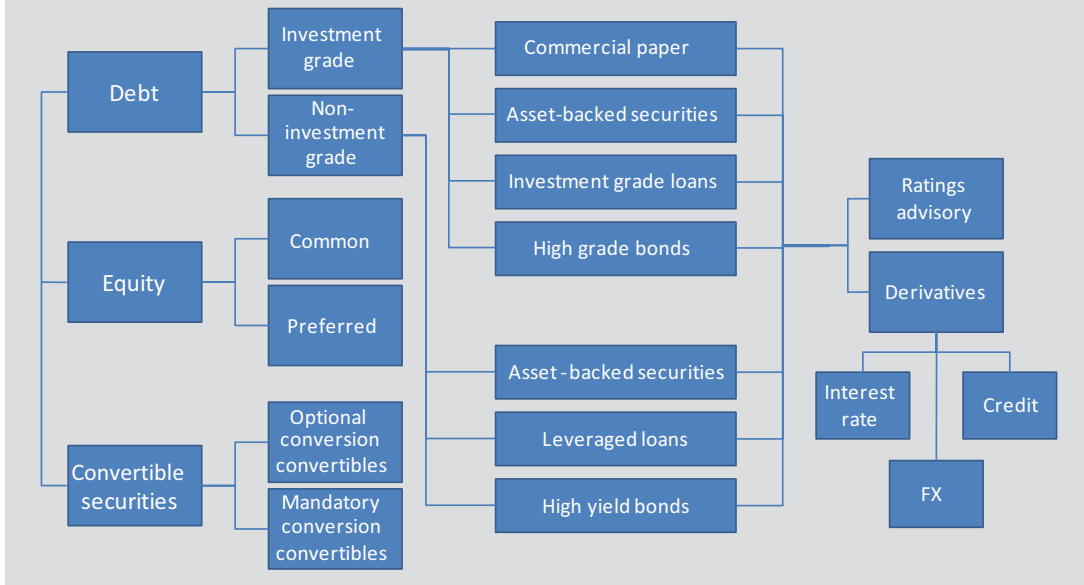 Debt
Investment
grade
Non-
investment
grade
Equity
Common
Preferred
Convertible
securities
Optional
conversion
convertibles
Mandatory
conversion
convertibles
Commercial paper
Asset-backed securities
Investment grade loans
High grade bonds
Asset -backed securities
Leveraged loans
High yield bonds
Ratings
advisory
Derivatives
Interest
rate
Credit
FX